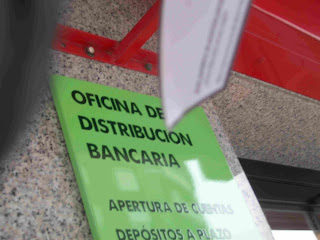 OFICINA DE
DISTRIBUCION
BANCARIA
APERTURA DE CUENTAS
DEPÓSITOS A PLAZO